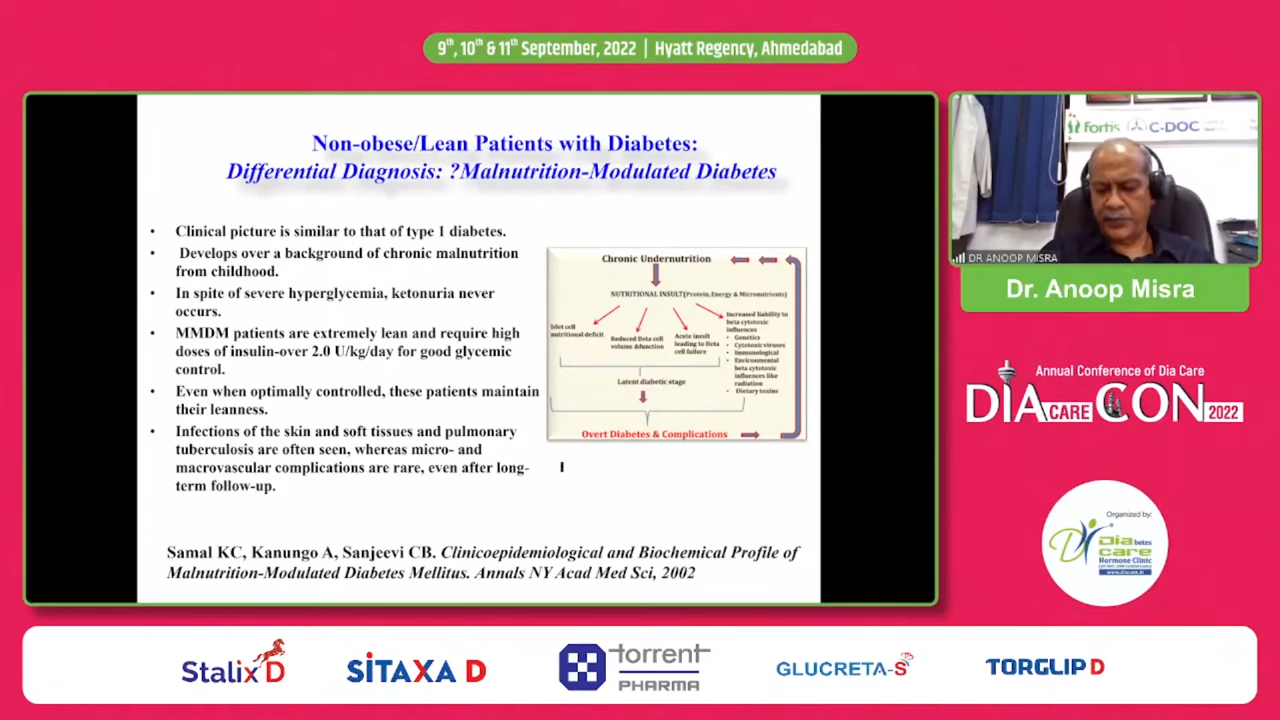 9th, 10th & 11th September, 2022 | Hyatt Regency, Ahmedabad
Non-obese/Lean Patients with Diabetes:
Differential Diagnosis: ?Malnutrition-Modulated Diabetes
• Clinical picture is similar to that of type 1 diabetes.
• Develops over a background of chronic malnutrition
from childhood.
• In spite of severe hyperglycemia, ketonuria never
occurs.
• MMDM patients are extremely lean and require high
doses of insulin-over 2.0 U/kg/day for good glycemic
control.
• Even when optimally controlled, these patients maintain
their leanness.
• Infections of the skin and soft tissues and pulmonary
tuberculosis are often seen, whereas micro- and
macrovascular complications are rare, even after long-
term follow-up.
Chronic Undernutrition
NUTRITIONAL INSULT(Protein, Energy & Micronutrients)
Islet cell
nutritional deficit
Reduced Beta cell
volume &function
Acute insult
leading to Beta
cell failure
Increased liability to
beta cytotoxic
influences
• Genetics
• Cytotoxic viruses
• Immunological
• Environmental
beta cytotoxic
influences like
radiation
• Dietary toxins
Latent diabetic stage
Overt Diabetes & Complications
Samal KC, Kanungo A, Sanjeevi CB. Clinicoepidemiological and Biochemical Profile of
Malnutrition-Modulated Diabetes Mellitus. Annals NY Acad Med Sci, 2002
fortis C-DOC
DR ANOOP MISRA
Dr. Anoop Misra
Annual Conference of Dia Care
DIA CARE CON 2022
Organized by:
Diabetes
care
Hormone Clinic
www.diacare.in
Stalix D
SITAXA D
torrent
PHARMA
GLUCRETA-S
TORGLIP D